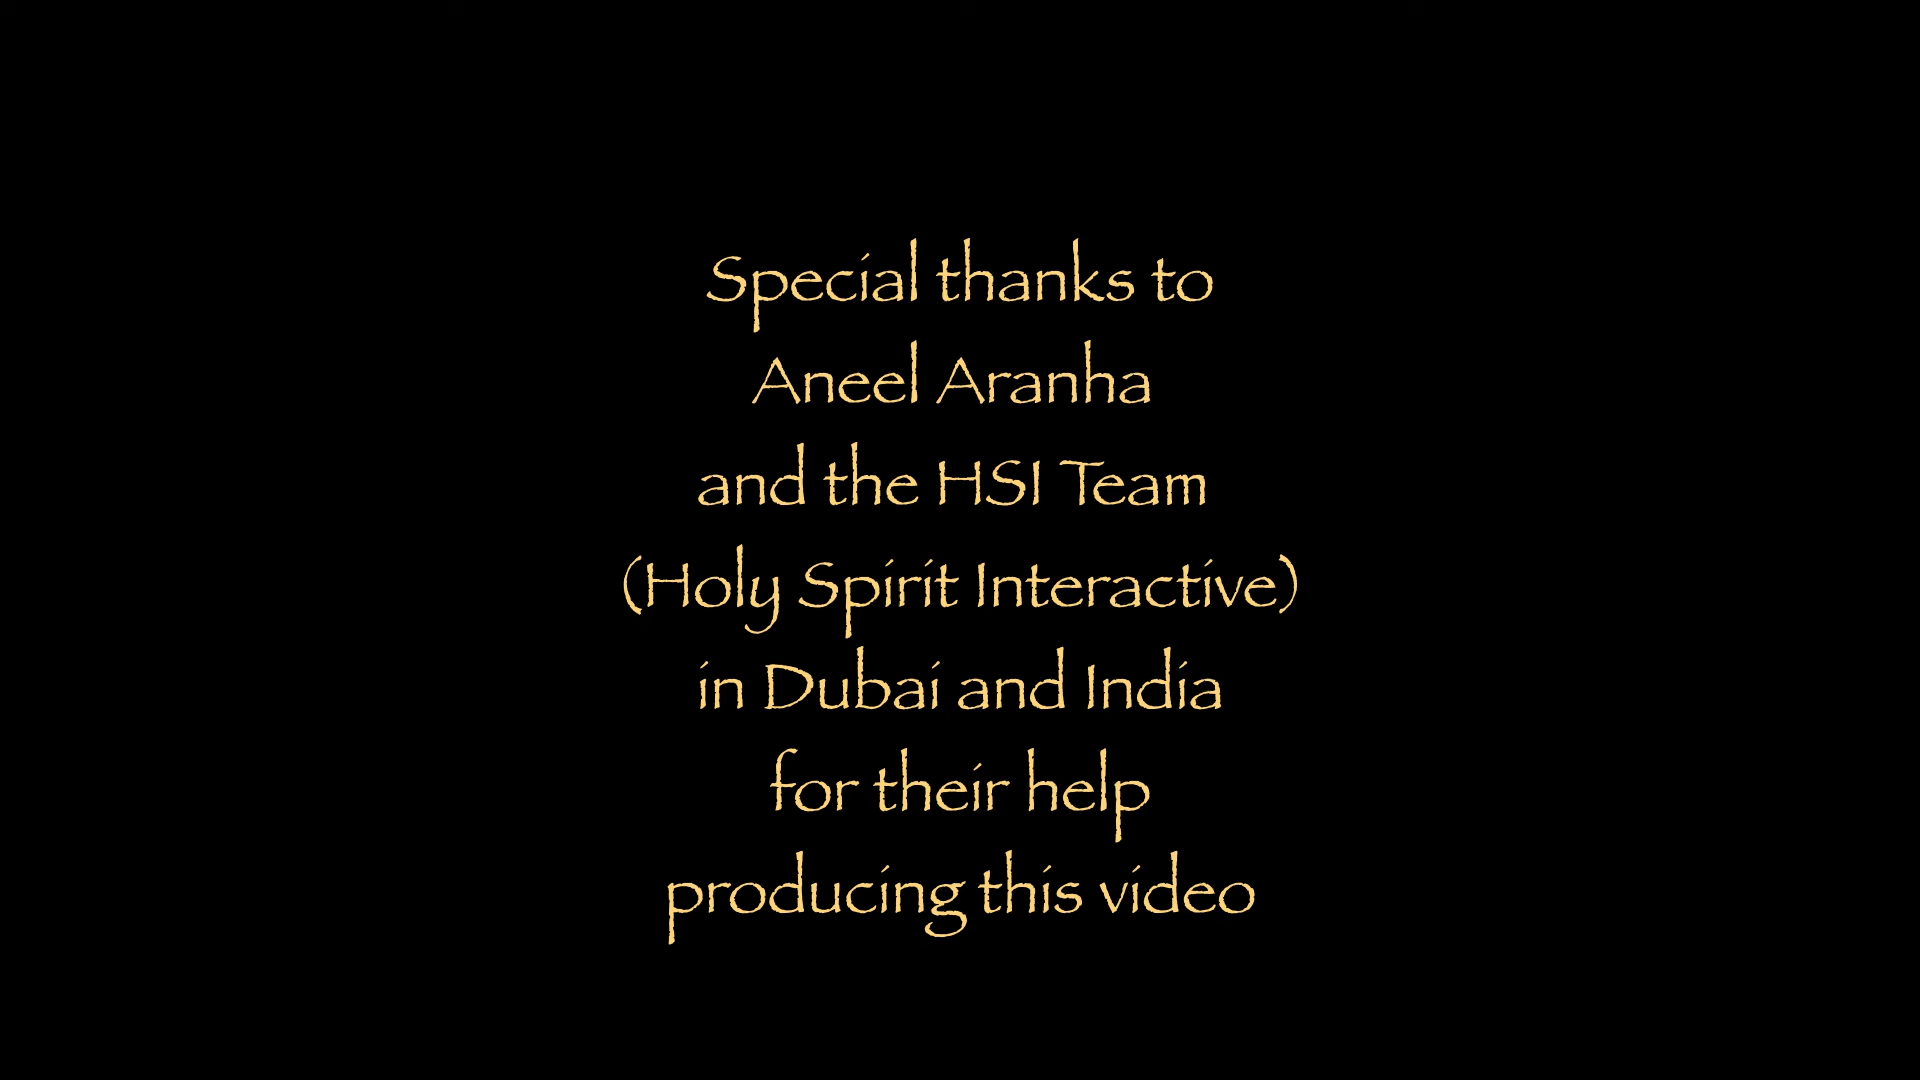 Special thanks to
Aneel Aranha
and the HSI Team
(Holy Spirit Interactive)
in Dubai and India
for their help
producing this video